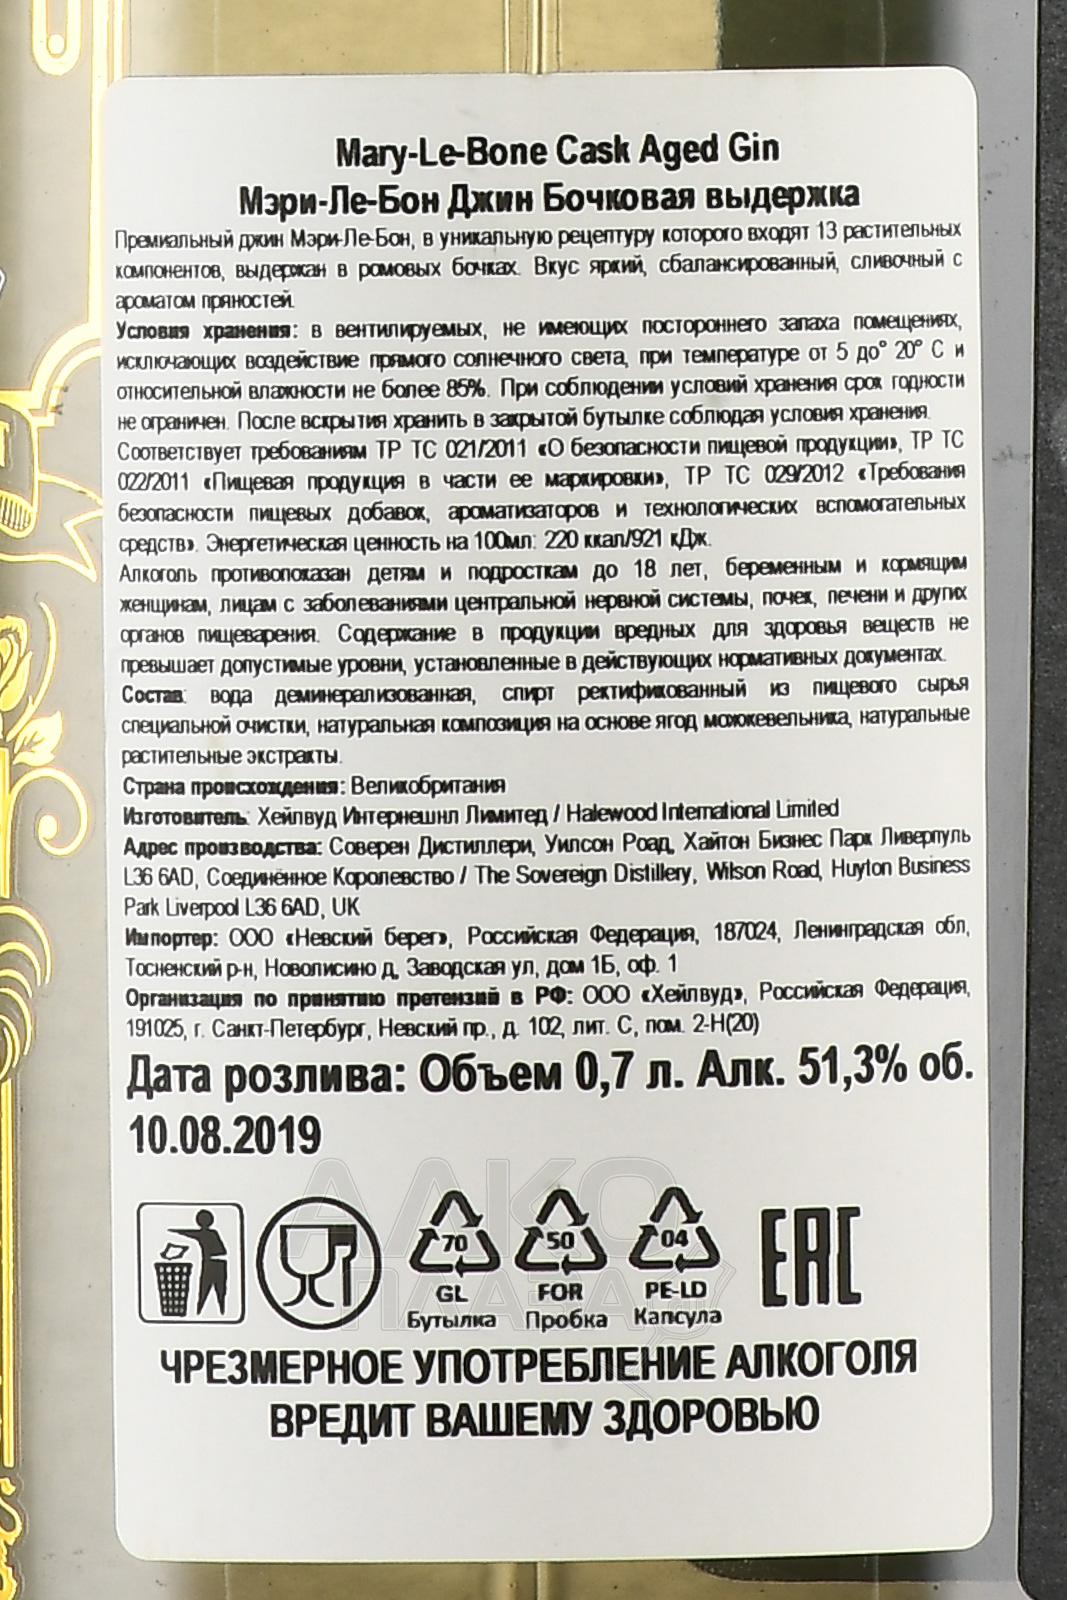 Mary-Le-Bone Cask Aged Gin
Мэри-Ле-Бон Джин Бочковая выдержка
Премиальный джин Мэри-Ле-Бон, в уникальную рецептуру которого входят 13 растительных
компонентов, выдержан в ромовых бочках. Вкус яркий, сбалансированный, сливочный с
ароматом пряностей.
Условия хранения: в вентилируемых, не имеющих постороннего запаха помещениях,
исключающих воздействие прямого солнечного света, при температуре от 5 до° 20° С и
относительной влажности не более 85%. При соблюдении условий хранения срок годности
не ограничен. После вскрытия хранить в закрытой бутылке соблюдая условия хранения.
Соответствует требованиям ТР ТС 021/2011 «О безопасности пищевой продукции», ТР ТС
022/2011 «Пищевая продукция в части ее маркировки», ТР ТС 029/2012 «Требования
безопасности пищевых добавок, ароматизаторов и технологических вспомогательных
средств». Энергетическая ценность на 100мл: 220 ккал/921 кДж.
Алкоголь противопоказан детям и подросткам до 18 лет, беременным и кормящим
женщинам, лицам с заболеваниями центральной нервной системы, почек, печени и других
органов пищеварения. Содержание в продукции вредных для здоровья веществ не
превышает допустимые уровни, установленные в действующих нормативных документах.
Состав: вода деминерализованная, спирт ректификованный из пищевого сырья
специальной очистки, натуральная композиция на основе ягод можжевельника, натуральные
растительные экстракты.
Страна происхождения: Великобритания
Изготовитель: Хейлвуд Интернешнл Лимитед / Halewood International Limited
Адрес производства: Соверен Дистиллери, Уилсон Роад, Хайтон Бизнес Парк Ливерпуль
L36 6AD, Соединённое Королевство / The Sovereign Distillery, Wilson Road, Huyton Business
Park Liverpool L36 6AD, UK
Импортер: ООО «Невский берег», Российская Федерация, 187024, Ленинградская обл,
Тосненский р-н, Новолисино д, Заводская ул, дом 1Б, оф. 1
Организация по принятию претензий в РФ: ООО «Хейлвуд», Российская Федерация,
191025, г. Санкт-Петербург, Невский пр., д. 102, лит. С, пом. 2-Н(20)
Дата розлива: Объем 0,7 л. Алк. 51,3% об.
10.08.2019
70 50 04
GL FOR PE-LD
Бутылка Пробка Капсула
EAC
АЛКО
ПЛАЗА
ЧРЕЗМЕРНОЕ УПОТРЕБЛЕНИЕ АЛКОГОЛЯ
ВРЕДИТ ВАШЕМУ ЗДОРОВЬЮ